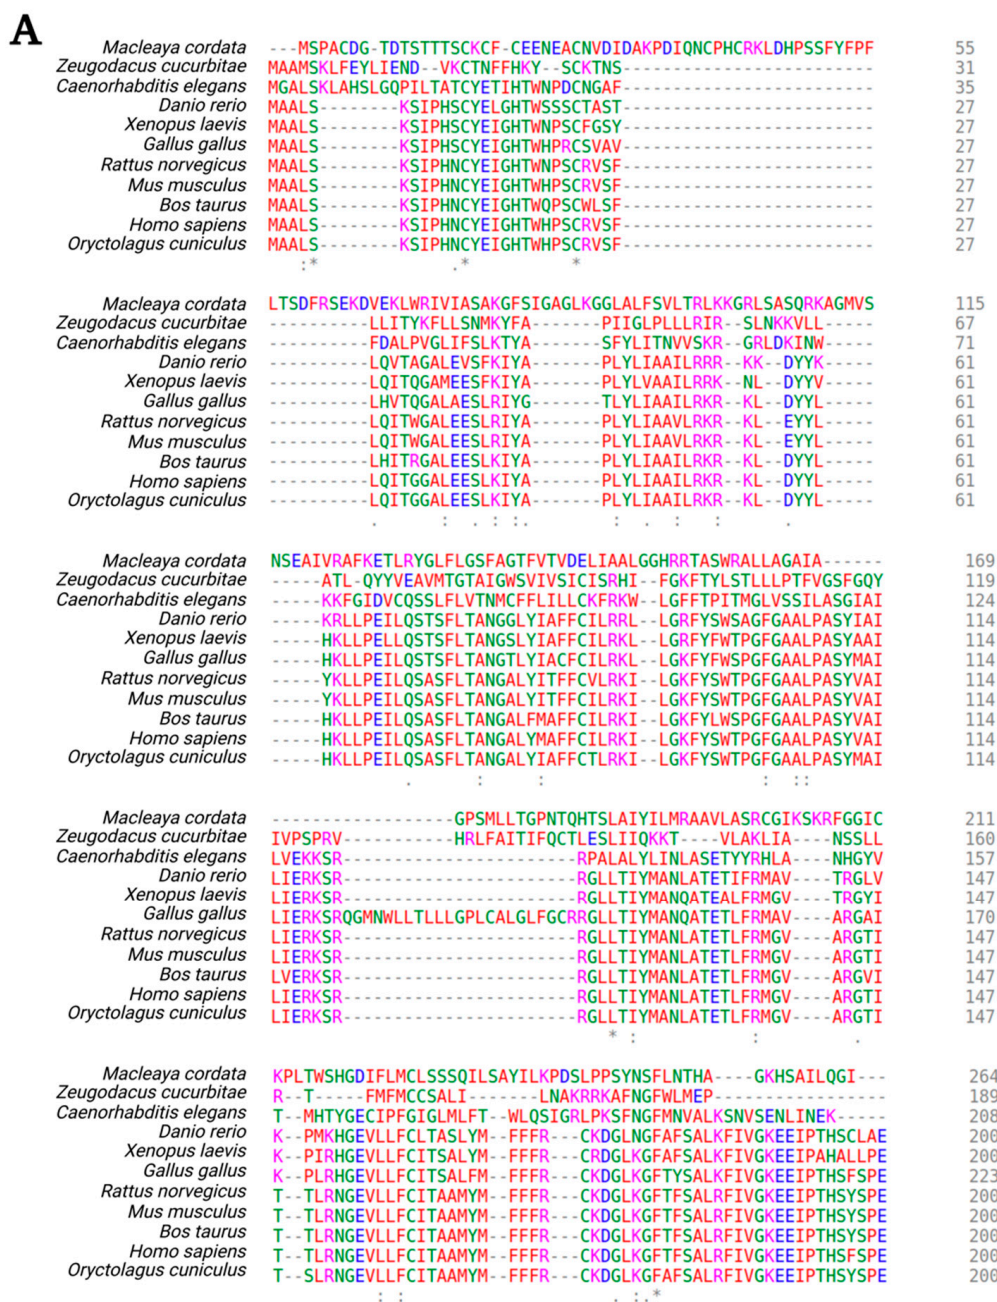 A
Macleaya cordata ---MSPACDG-TDTSTTTSCKCF-CEENEACNVDIDAKPDIQNCPHCRKLDHPSSFYFPF 55
Zeugodacus cucurbitae MAAMSKLFEYLIEND--VKCTNFFHKY--SCKTNS------------------------- 31
Caenorhabditis elegans MGALSKLAHSLGQPILTATCYETIHTWNPDCNGAF------------------------- 35
Danio rerio MAALS--------KSIPHSCYELGHTWSSSCTAST------------------------- 27
Xenopus laevis MAALS--------KSIPHSCYEIGHTWNPSCFGSY------------------------- 27
Gallus gallus MAALS--------KSIPHNCYEIGHTWHPRCSVAV------------------------- 27
Rattus norvegicus MAALS--------KSIPHNCYEIGHTWNPSCRVSF------------------------- 27
Mus musculus MAALS--------KSIPHNCYEIGHTWNPSCRVSF------------------------- 27
Bos taurus MAALS--------KSIPHNCYEIGHTWQPSCWLSF------------------------- 27
Homo sapiens MAALS--------KSIPHNCYEIGHTWHPSCRVSF------------------------- 27
Oryctolagus cuniculus MAALS--------KSIPHNCYEIGHTWHPSCRVSF------------------------- 27
:* .* *
Macleaya cordata LTSDFRSEKDVEKLWRIVIASAKGFSIGAGLKGGLALFSVLTRLKKGRLSASQRKAGMVS 115
Zeugodacus cucurbitae ----------LLITYKFLLSNMKYFA-------PIIGLPLLLRIR--SLNKKVLL----- 67
Caenorhabditis elegans ----------FDALPVGLIFSLKTYA-------SFYLITNVVSKR--GRLDKINW----- 71
Danio rerio ----------LQVTAGALEVSFKIYA-------PLYLIAAILRRR--KK--DYYK----- 61
Xenopus laevis ----------LQITQGAMEESFKIYA-------PLYLVAAILRRK--NL--DYYV----- 61
Gallus gallus ----------LHVTQGALAESLRIYG-------TLYLIAAILRKR--KL--DYYL----- 61
Rattus norvegicus ----------LQITWGALEESLRIYA-------PLYLIAAVLRKR--KL--EYYL----- 61
Mus musculus ----------LQITWGALEESLKIYA-------PLYLIAAVLRKR--KL--EYYL----- 61
Bos taurus ----------LHITRGALEESLKIYA-------PLYLIAAILRKR--KL--DYYL----- 61
Homo sapiens ----------LQITGGALEESLKIYA-------PLYLIAAILRKR--KL--DYYL----- 61
Oryctolagus cuniculus ----------LQITGGALEESLKIYA-------PLYLIAAILRKR--KL--DYYL----- 61
. : . : :. : . : : .
Macleaya cordata NSEAIVRAFKETLRYGLFLGSFAGTFVTVDELIAALGGHRRTASWRALLAGAIA------ 169
Zeugodacus cucurbitae -----ATL-QYYVEAVMTGTAIGWSVIVSICISRHI--FGKFTYLSTLLLPTFVGSFGQY 119
Caenorhabditis elegans -----KKFGIDVCQSSLFLVTNMCFFLILLCKFRKW--LGFFTPITMGLVSSILASGIAI 124
Danio rerio -----KRLLPEILQSTSFLTANGGLYIAFFCILRRL--LGRFYSWSAGFGAALPASYIAI 114
Xenopus laevis -----HKLLPELLQSTSFLTANGSLYIAFFCILRRL--LGRFYFWTPGFGAALPASYAAI 114
Gallus gallus -----HKLLPEILQSTSFLTANGTLYIACFCILRKL--LGKFYFWSPGFGAALPASYMAI 114
Rattus norvegicus -----YKLLPEILQSASFLTANGALYITFFCVLRKI--LGKFYSWTPGFGAALPASYVAI 114
Mus musculus -----YKLLPEILQSASFLTANGALYITFFCILRKI--LGKFYSWTPGFGAALPASYVAI 114
Bos taurus -----HKLLPEILQSASFLTANGALFMAFFCILRKI--LGKFYLWSPGFGAALPASYVAI 114
Homo sapiens -----HKLLPEILQSASFLTANGALYMAFFCILRKI--LGKFYSWTPGFGAALPASYVAI 114
Oryctolagus cuniculus -----HKLLPEILQSASFLTANGALYIAFFCTLRKI--LGKFYSWTPGFGAALPASYMAI 114
. : : : ::
Macleaya cordata ------------------GPSMLLTGPNTQHTSLAIYILMRAAVLASRCGIKSKRFGGIC 211
Zeugodacus cucurbitae IVPSPRV-----------HRLFAITIFQCTLESLIIQKKT----VLAKLIA---NSSLL 160
Caenorhabditis elegans LVEKKSR-----------------------RPALALYLINLASETYYRHLA----NHGYV 157
Danio rerio LIERKSR-----------------------RGLLTIYMANLATETIFRMAV----TRGLV 147
Xenopus laevis LIERKSR-----------------------RGLLTIYMANQATEALFRMAV----TRGYI 147
Gallus gallus LIERKSRQGMNWLLTLLLGPLCALGLFGCRRGLLTIYMANQATETLFRMAV----ARGAI 170
Rattus norvegicus LIERKSR-----------------------RGLLTIYMANLATETLFRMGV----ARGTI 147
Mus musculus LIERKSR-----------------------RGLLTIYMANLATETLFRMGV----ARGTI 147
Bos taurus LVERKSR-----------------------RGLLTIYMANLATETLFRMGV----ARGVI 147
Homo sapiens LIERKSR-----------------------RGLLTIYMANLATETLFRMGV----ARGTI 147
Oryctolagus cuniculus LIERKSR-----------------------RGLLTIYMANLATETLFRMGV----ARGTI 147
* : : .
Macleaya cordata KPLTWSHGDIFLMCLSSSQILSAYILKPDSLPPSYNSFLNTHA----GKHSAILQGI--- 264
Zeugodacus cucurbitae R--T-----FMFMCCSALI-------LNAKRRKAFNGFWLMEP----------------- 189
Caenorhabditis elegans T--MHTYGECIPFGIGLMLFT--WLQSIGRLPKSFNGFMNVALKSNVSENLINEK----- 208
Danio rerio K--PMKHGEVLLFCLTASLYM--FFFR---CKDGLNGFAFSALKFIVGKEEIPTHSCLAE 200
Xenopus laevis K--PIRHGEVLLFCITSALYM--FFFR---CRDGLKGFAFSALKFIVGKEEIPAHALLPE 200
Gallus gallus K--PLRHGEVLLFCITSALFM--FFFR---CKDGLKGFTYSALKFIVGKEEIPTHSFSPE 223
Rattus norvegicus T--TLRNGEVLLFCITAAMYM--FFFR---CKDGLKGFTFSALRFIVGKEEIPTHSYSPE 200
Mus musculus T--TLRNGEVLLFCITAAMYM--FFFR---CKDGLKGFTFSALRFIVGKEEIPTHSYSPE 200
Bos taurus T--TLRNGEVLLFCITAAMYM--FFFR---CKDGLKGFTFSALRFIVGKEEIPTHSYSPE 200
Homo sapiens T--TLRNGEVLLFCITAAMYM--FFFR---CKDGLKGFTFSALRFIVGKEEIPTHSFSPE 200
Oryctolagus cuniculus T--SLRNGEVLLFCITAAMYM--FFFR---CKDGLKGFAFSALRFIVGKEEIPTHSYSPE 200
: : . :.*